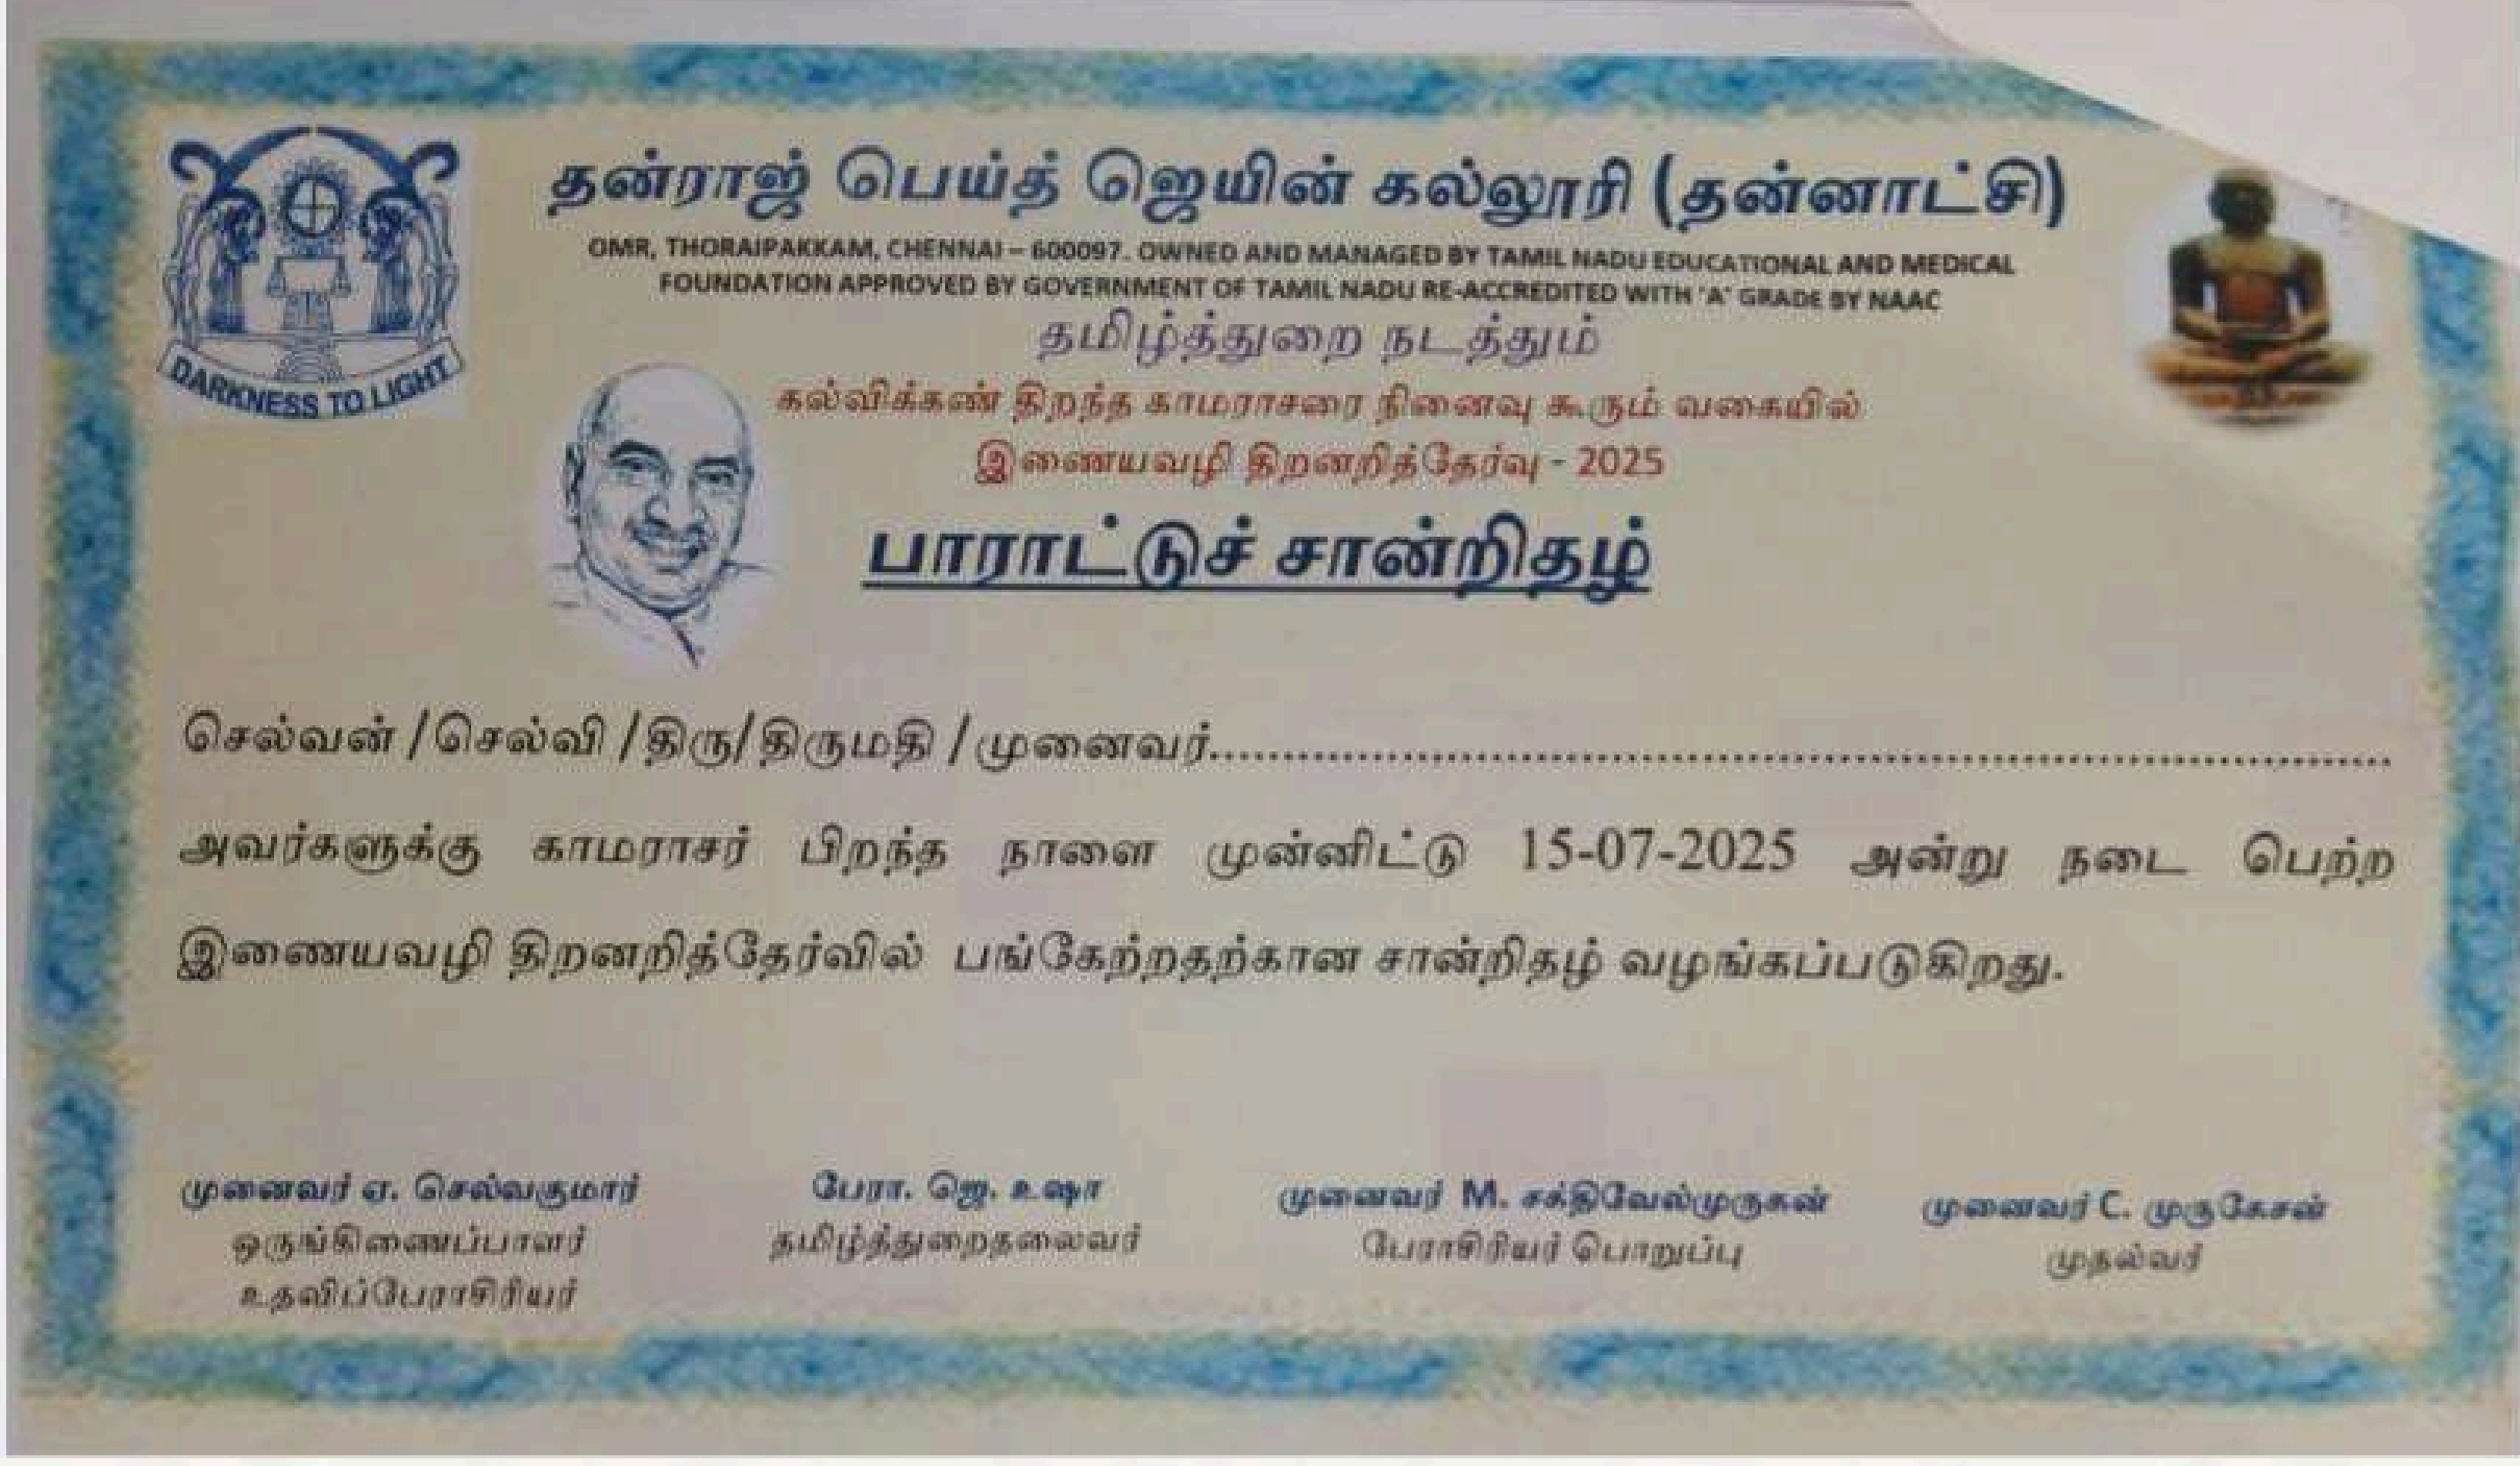 தன்ராஜ் பெய்த் ஜெயின் கல்லூரி (தன்னாட்சி)
OMR, THORAIPAKKAM, CHENNAI – 600097. OWNED AND MANAGED BY TAMIL NADU EDUCATIONAL AND MEDICAL
FOUNDATION APPROVED BY GOVERNMENT OF TAMIL NADU RE-ACCREDITED WITH 'A' GRADE BY NAAC
DARKNESS TO LIGHT
தமிழ்த்துறை நடத்தும்
கல்விக்கண் திறந்த காமராசரை நினைவு கூரும் வகையில்
இணையவழி திறனறித்தேர்வு - 2025
பாராட்டுச் சான்றிதழ்
செல்வன் /செல்வி /திரு/திருமதி /முனைவர்..........................................................................................
அவர்களுக்கு காமராசர் பிறந்த நாளை முன்னிட்டு 15-07-2025 அன்று நடை பெற்ற
இணையவழி திறனறித்தேர்வில் பங்கேற்றதற்கான சான்றிதழ் வழங்கப்படுகிறது.
முனைவர் ஏ. செல்வகுமார்
ஒருங்கிணைப்பாளர்
உதவிப்பேராசிரியர்
பேரா. ஜெ. உஷா
தமிழ்த்துறைதலைவர்
முனைவர் M. சக்திவேல்முருகன்
பேராசிரியர் பொறுப்பு
முனைவர் C. முருகேசன்
முதல்வர்